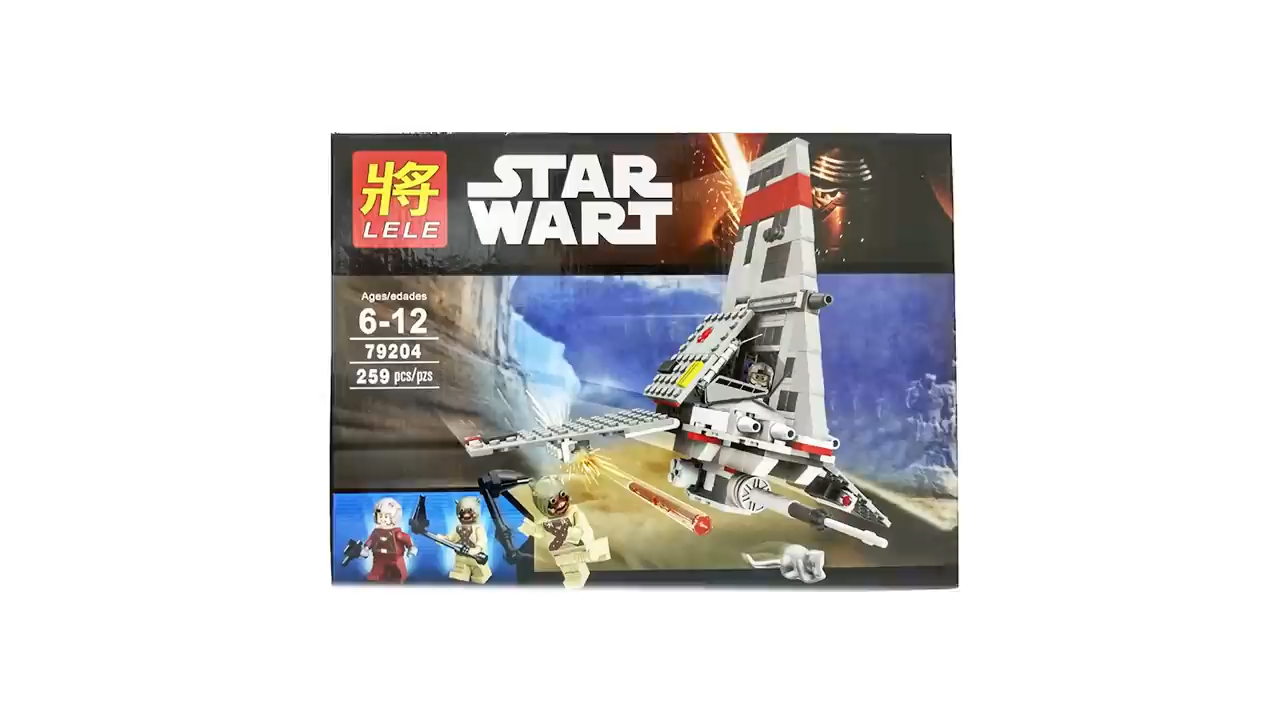 將
LELE
STAR
WART
Ages/edades
6-12
79204
259 pcs/pzs